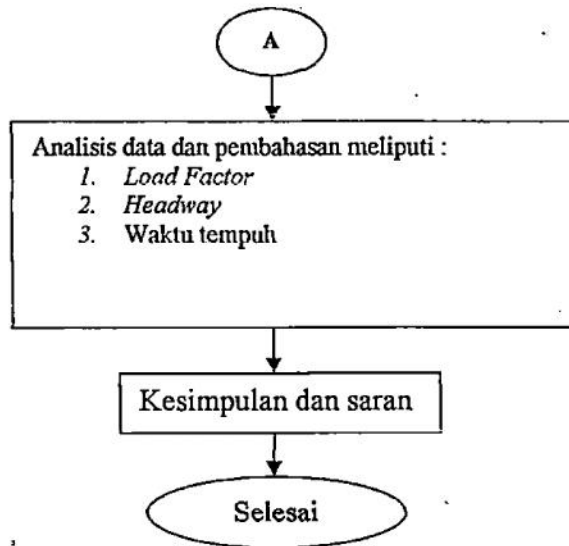 A
Analisis data dan pembahasan meliputi :
1. Load Factor
2. Headway
3. Waktu tempuh
Kesimpulan dan saran
Selesai